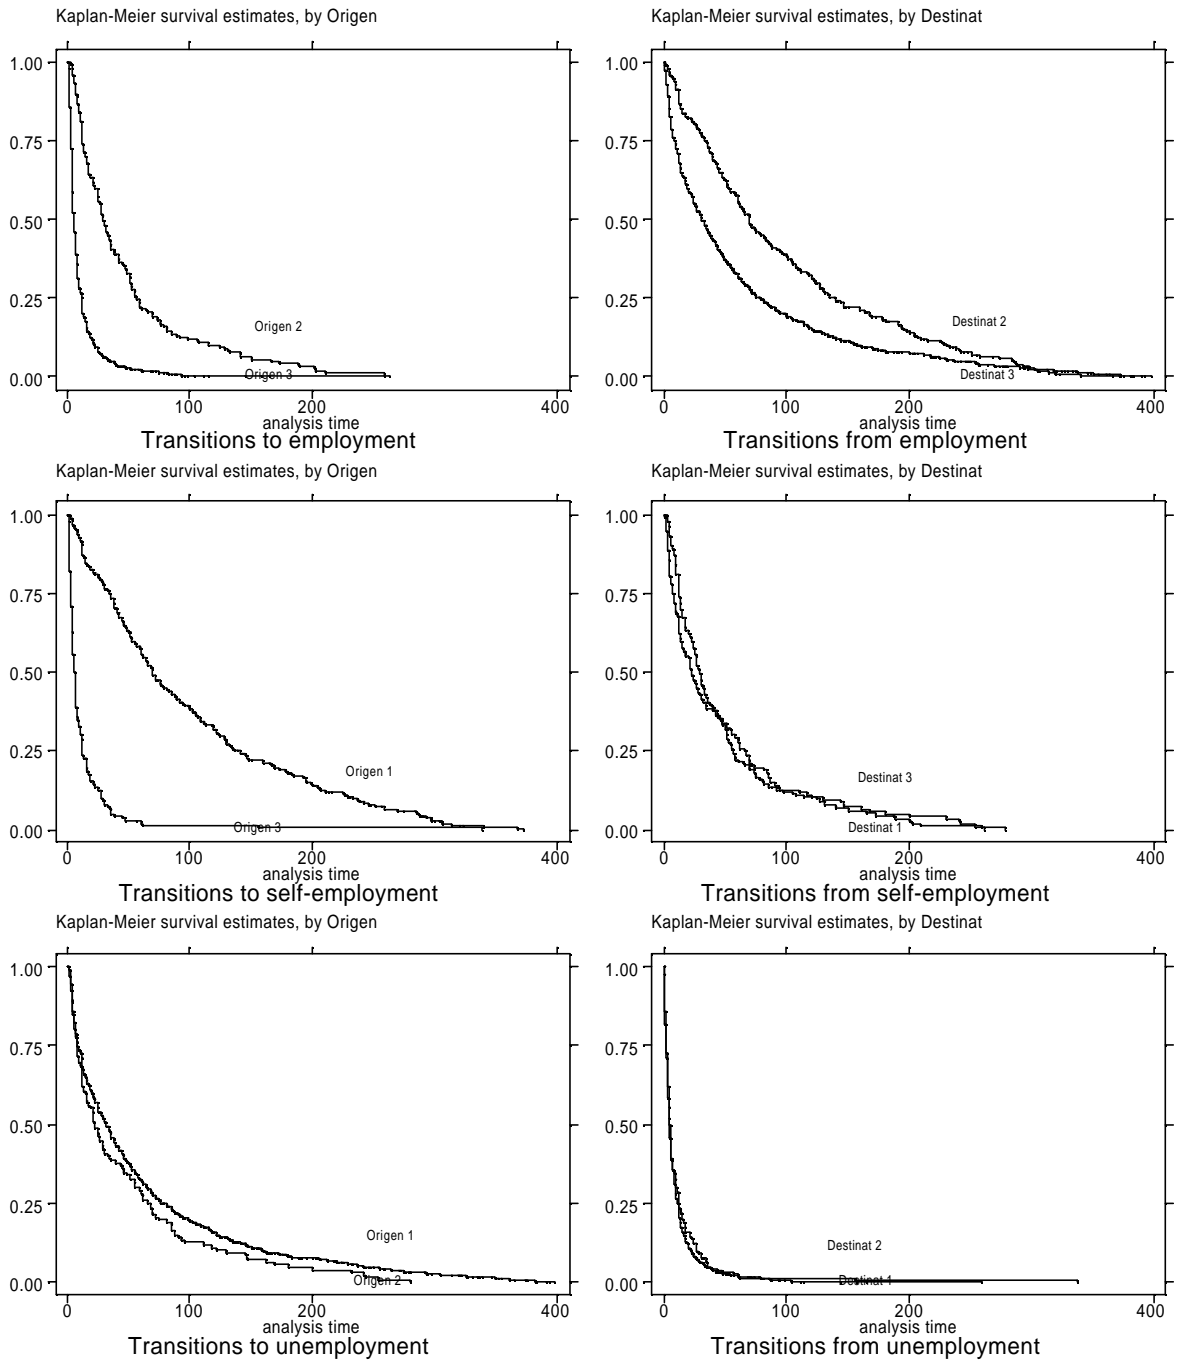 Kaplan-Meier survival estimates, by Origen
1.00
0.75
0.50
0.25
0.00
Origen 2
Origen 3
0 100 200 400
analysis time
Transitions to employment
Kaplan-Meier survival estimates, by Destinat
1.00
0.75
0.50
0.25
0.00
Destinat 2
Destinat 3
0 100 200 400
analysis time
Transitions from employment
Kaplan-Meier survival estimates, by Origen
1.00
0.75
0.50
0.25
0.00
Origen 1
Origen 3
0 100 200 400
analysis time
Transitions to self-employment
Kaplan-Meier survival estimates, by Destinat
1.00
0.75
0.50
0.25
0.00
Destinat 3
Destinat 1
0 100 200 400
analysis time
Transitions from self-employment
Kaplan-Meier survival estimates, by Origen
1.00
0.75
0.50
0.25
0.00
Origen 1
Origen 2
0 100 200 400
analysis time
Transitions to unemployment
Kaplan-Meier survival estimates, by Destinat
1.00
0.75
0.50
0.25
0.00
Destinat 2
Destinat 1
0 100 200 400
analysis time
Transitions from unemployment